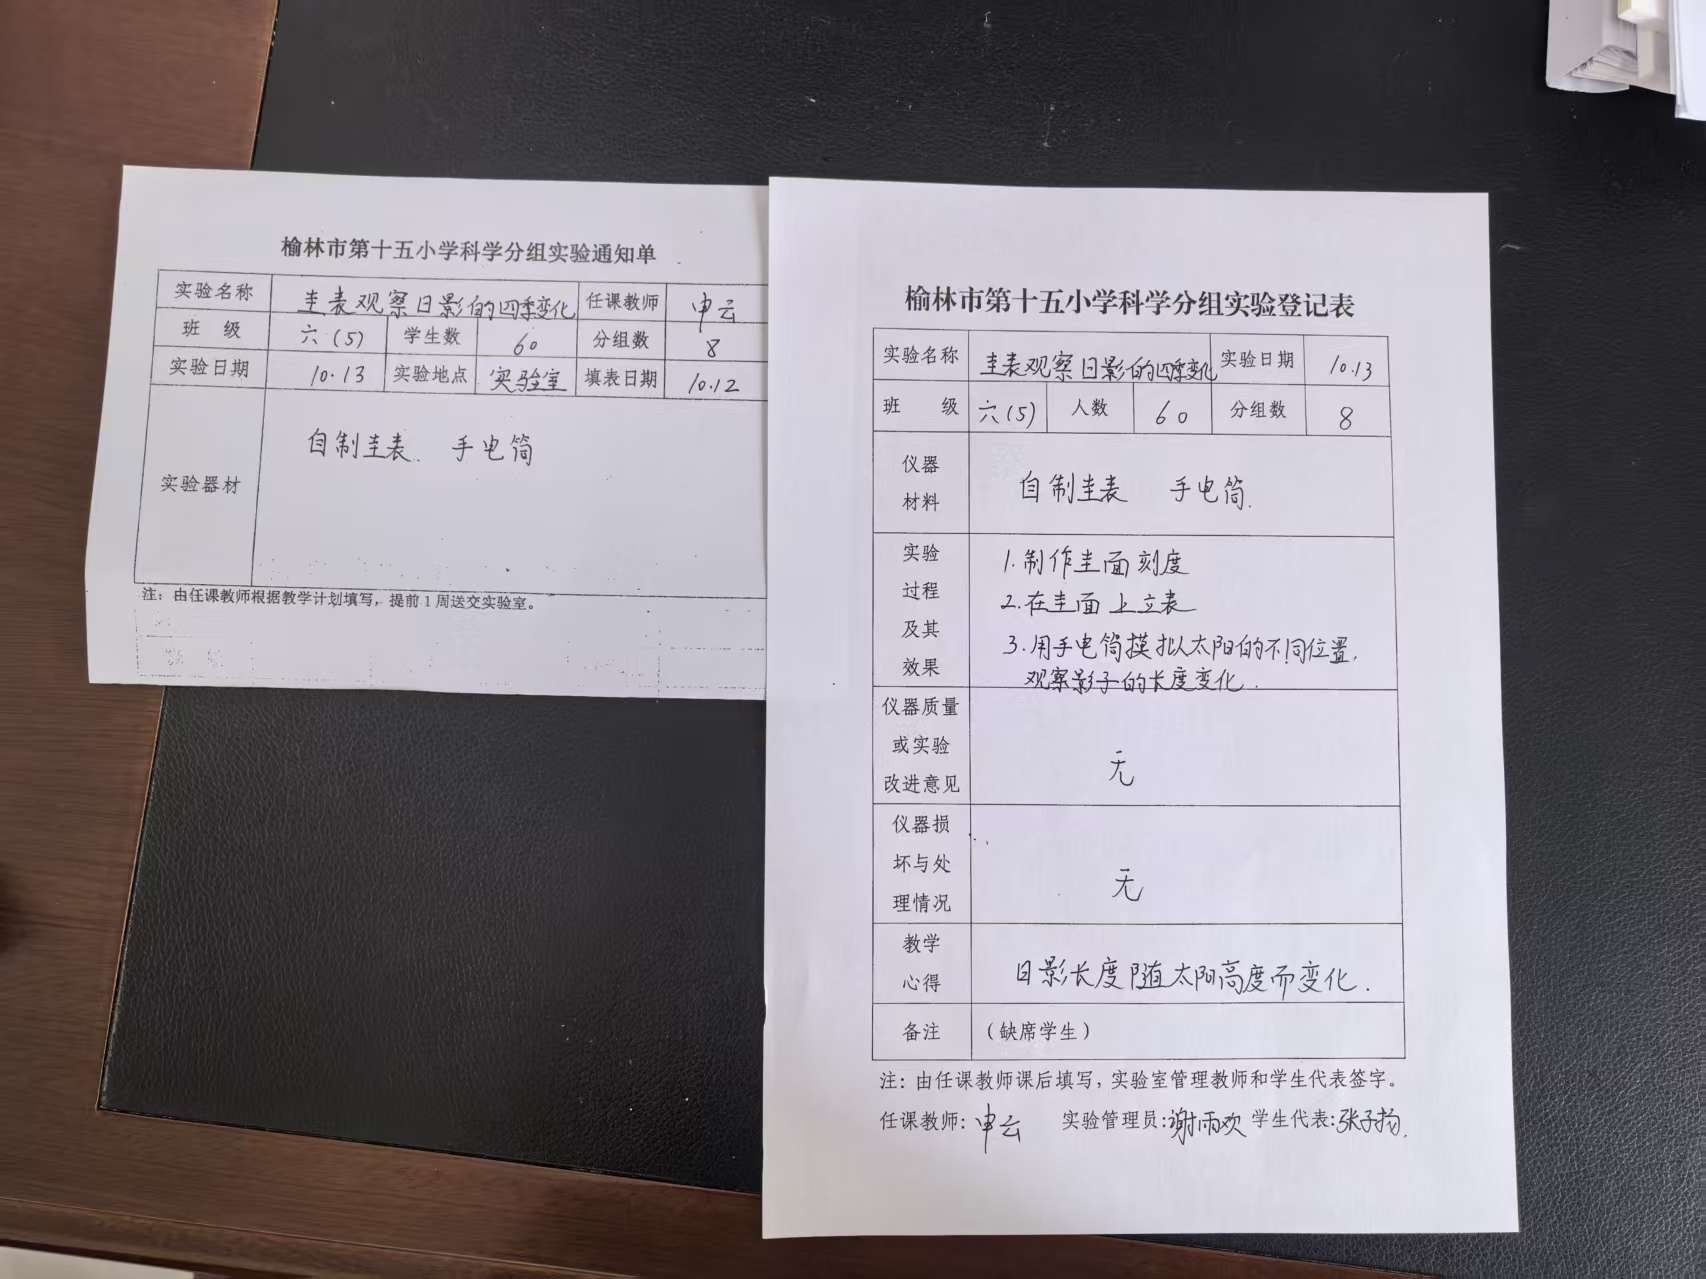 榆林市第十五小学科学分组实验通知单
实验名称 圭表观察日影的四季变化 任课教师 申云
班 级 六(5) 学生数 60 分组数 8
实验日期 10.13 实验地点 实验室 填表日期 10.12
实验器材 自制圭表、手电筒
注：由任课教师根据教学计划填写，提前1周送交实验室。
榆林市第十五小学科学分组实验登记表
实验名称 圭表观察日影的四季变化 实验日期 10.13
班 级 六(5) 人数 60 分组数 8
仪器
材料
自制圭表 手电筒.
实验
过程
及其
效果
1.制作圭面刻度
2.在圭面上立表
3.用手电筒摸拟太阳的不同位置,
观察影子的长度变化.
仪器质量
或实验
改进意见
无
仪器损
坏与处
理情况
无
教学
心得
日影长度随太阳高度而变化.
备注 （缺席学生）
注：由任课教师课后填写，实验室管理教师和学生代表签字。
任课教师：申云 实验管理员：谢雨欢 学生代表：张子扬.